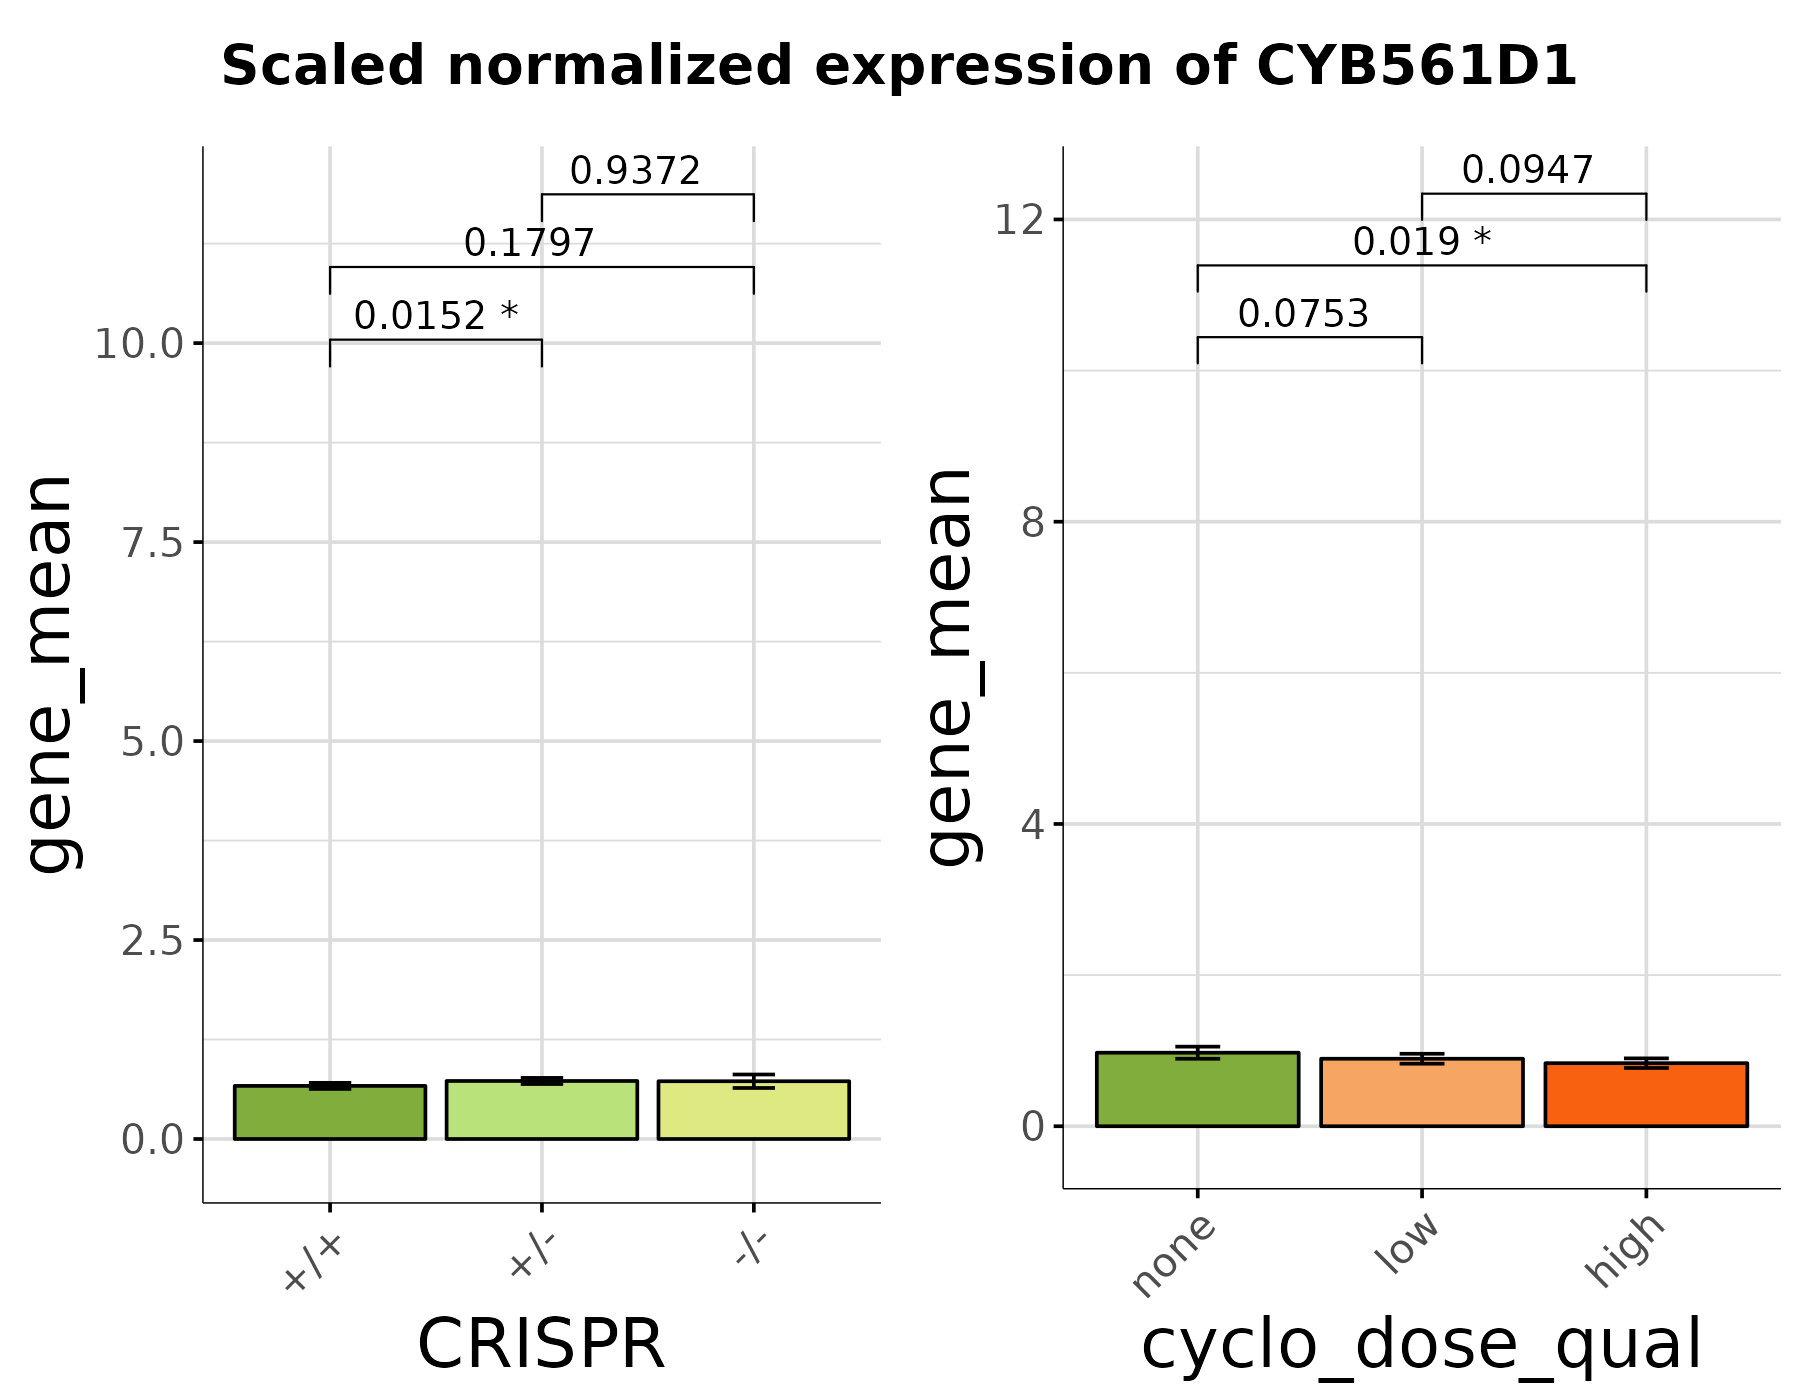 Scaled normalized expression of CYB561D1
0.9372
0.1797
0.0152 *
10.0
7.5
5.0
2.5
0.0
gene_mean
+/+
+/-
-/-
CRISPR
0.0947
0.019 *
0.0753
12
8
4
0
gene_mean
none
low
high
cyclo_dose_qual